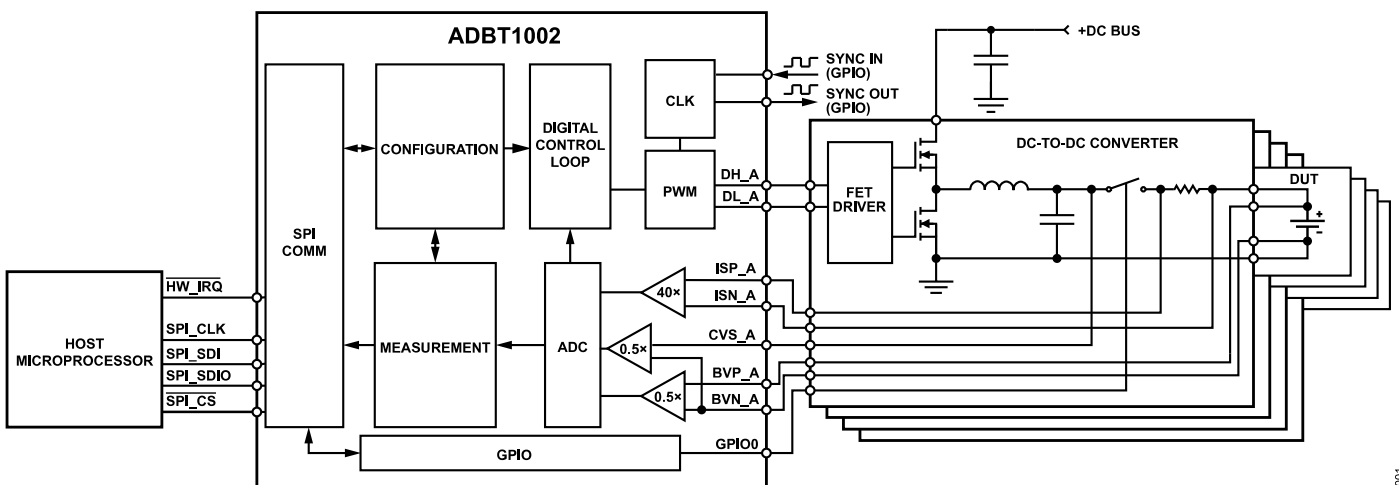 ADBT1002
+DC BUS
SYNC IN
(GPIO)
SYNC OUT
(GPIO)
CLK
CONFIGURATION
DIGITAL
CONTROL
LOOP
PWM
DH_A
DL_A
DC-TO-DC CONVERTER
FET
DRIVER
DUT
+
-
SPI
COMM
HOST
MICROPROCESSOR
HW_IRQ
SPI_CLK
SPI_SDI
SPI_SDIO
SPI_CS
MEASUREMENT
ADC
40×
0.5×
0.5×
ISP_A
ISN_A
CVS_A
BVP_A
BVN_A
GPIO
GPIO0